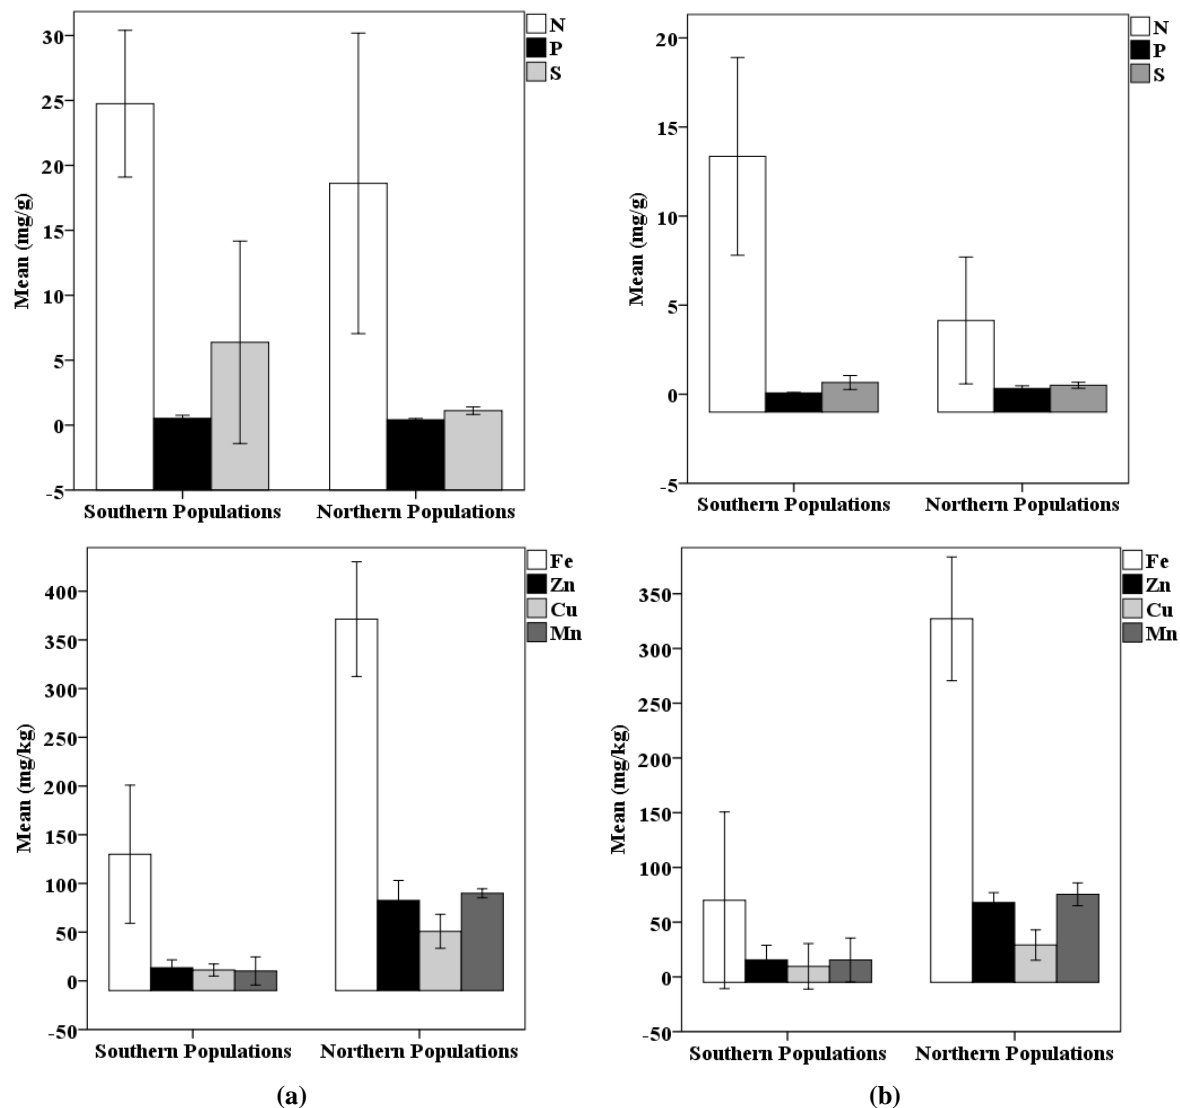 30
25
20
15
10
5
0
-5
Mean (mg/g)
Southern Populations
Northern Populations
N
P
S
20
15
10
5
0
-5
Mean (mg/g)
Southern Populations
Northern Populations
N
P
S
400
350
300
250
200
150
100
50
0
-50
Mean (mg/kg)
Southern Populations
Northern Populations
Fe
Zn
Cu
Mn
350
300
250
200
150
100
50
0
-50
Mean (mg/kg)
Southern Populations
Northern Populations
Fe
Zn
Cu
Mn
(a)
(b)